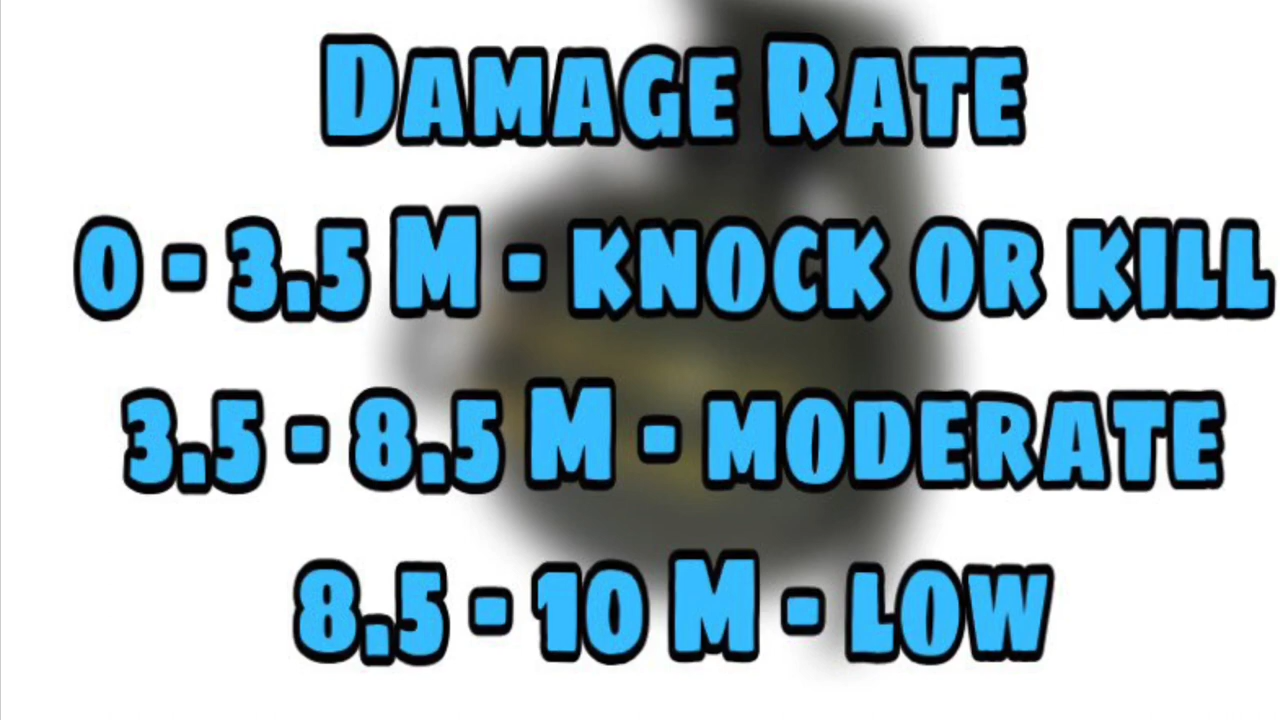 Damage Rate
0 - 3.5 M - KNOCK OR KILL
3.5 - 8.5 M - MODERATE
8.5 - 10 M - LOW